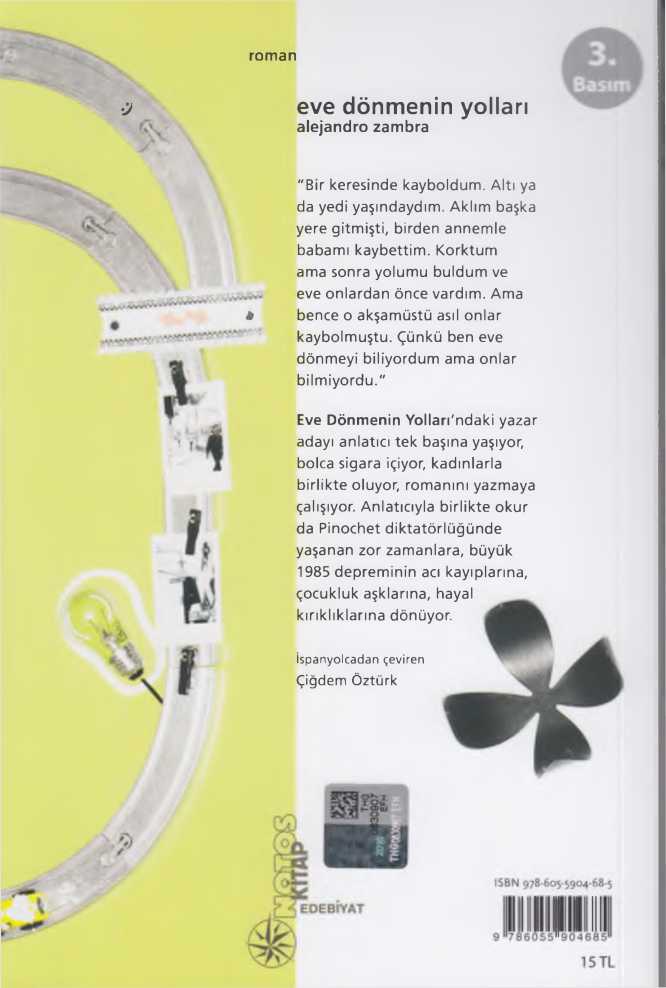 roman
3.
Basım
eve dönmenin yolları
alejandro zambra
"Bir keresinde kayboldum. Altı ya
da yedi yaşındaydım. Aklım başka
yere gitmişti, birden annemle
babamı kaybettim. Korktum
ama sonra yolumu buldum ve
eve onlardan önce vardım. Ama
bence o akşamüstü asıl onlar
kaybolmuştu. Çünkü ben eve
dönmeyi biliyordum ama onlar
bilmiyordu."
Eve Dönmenin Yolları'ndaki yazar
adayı anlatıcı tek başına yaşıyor,
bolca sigara içiyor, kadınlarla
birlikte oluyor, romanını yazmaya
çalışıyor. Anlatıcıyla birlikte okur
da Pinochet diktatörlüğünde
yaşanan zor zamanlara, büyük
1985 depreminin acı kayıplarına,
çocukluk aşklarına, hayal
kırıklıklarına dönüyor.
İspanyolcadan çeviren
Çiğdem Öztürk
NOTOS
KİTAP
EDEBİYAT
ISBN 978-605-5904-68-5
9 786055 904685
15 TL